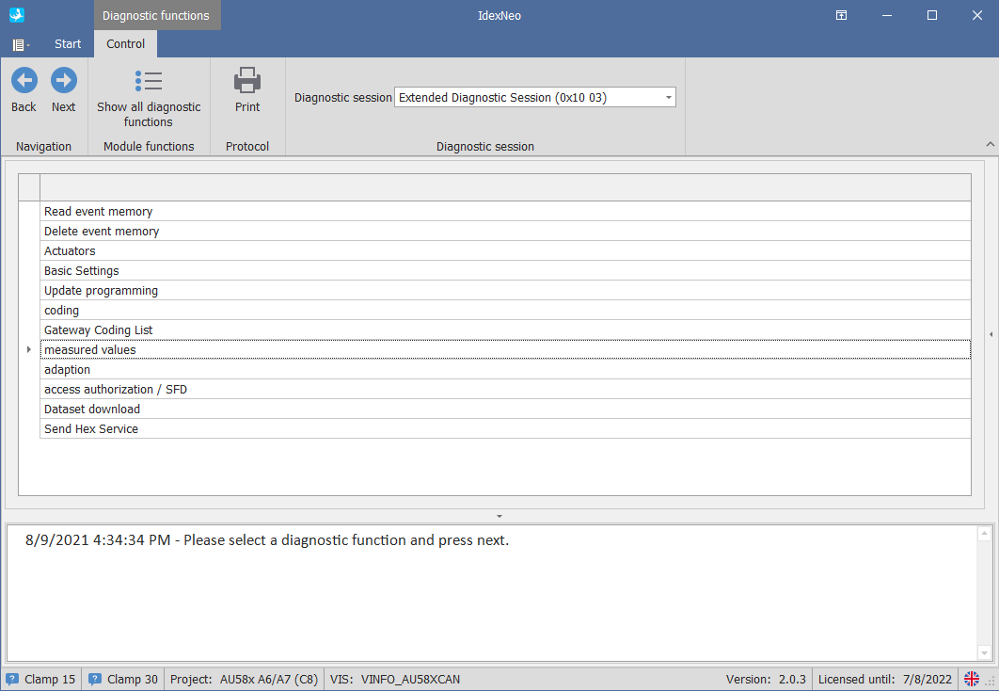 Diagnostic functions
IdexNeo
Start
Control
Back
Next
Navigation
Show all diagnostic
functions
Module functions
Print
Protocol
Diagnostic session
Extended Diagnostic Session (0x10 03)
Diagnostic session
Read event memory
Delete event memory
Actuators
Basic Settings
Update programming
coding
Gateway Coding List
measured values
adaption
access authorization / SFD
Dataset download
Send Hex Service
8/9/2021 4:34:34 PM - Please select a diagnostic function and press next.
? Clamp 15
? Clamp 30
Project: AU58x A6/A7 (C8)
VIS: VINFO_AU58XCAN
Version: 2.0.3
Licensed until: 7/8/2022